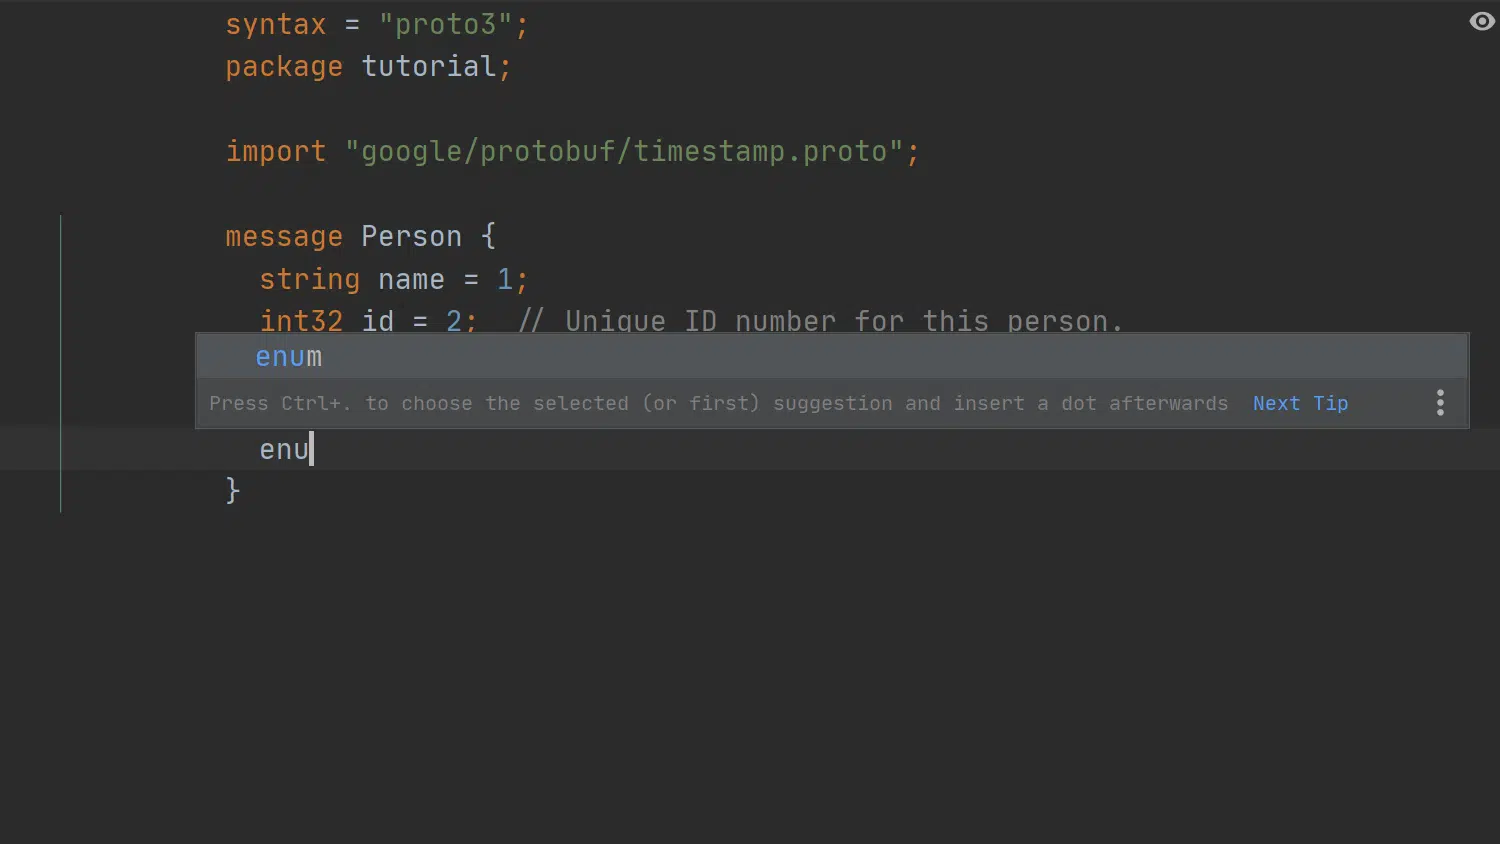 syntax = "proto3";
package tutorial;
import "google/protobuf/timestamp.proto";
message Person {
string name = 1;
int32 id = 2;  // Unique ID number for this person.
enum
Press Ctrl+. to choose the selected (or first) suggestion and insert a dot afterwards Next Tip
enu
}